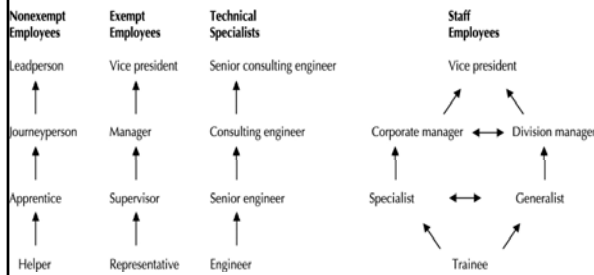 Nonexempt Exempt Technical Staff
Employees Employees Specialists Employees
Leadperson Vice president Senior consulting engineer Vice president
Journeyperson Manager Consulting engineer Corporate manager Division manager
Apprentice Supervisor Senior engineer Specialist Generalist
Helper Representative Engineer Trainee